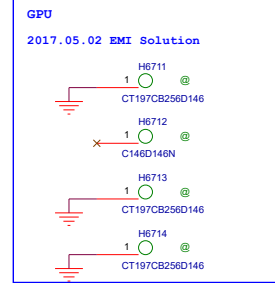 GPU
2017.05.02 EMI Solution
H6711
1 @
CT197CB256D146
H6712
1 @
C146D146N
H6713
1 @
CT197CB256D146
H6714
1 @
CT197CB256D146